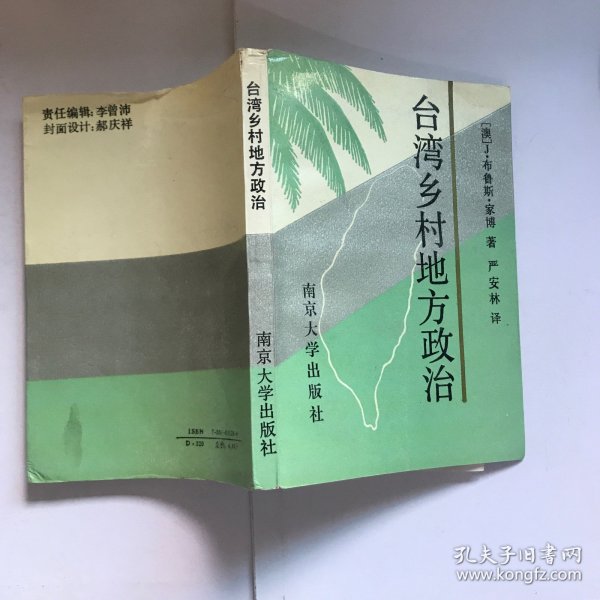 责任编辑：李曾沛
封面设计：郝庆祥
ISBN
D·320
台湾乡村地方政治
南京大学出版社
台湾乡村地方政治
[澳]J·布鲁斯·家博 著 严安林 译
南京大学出版社
孔夫子旧书网
www.kongfz.com